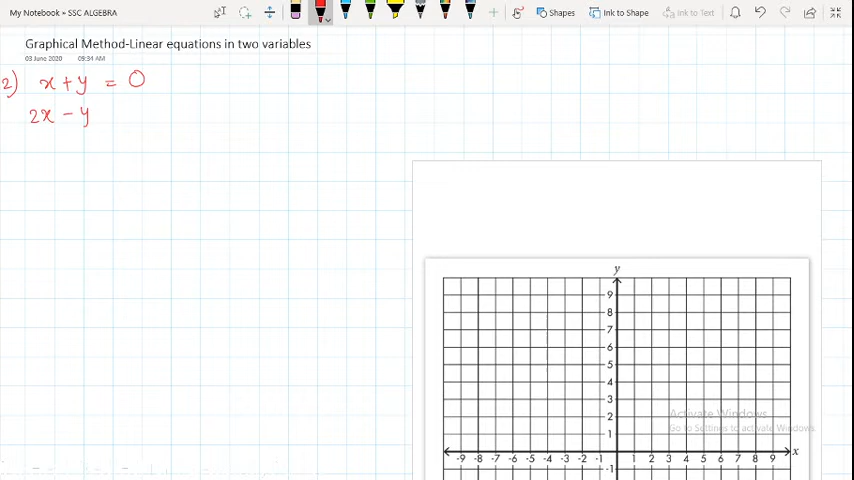 My Notebook » SSC ALGEBRA
Shapes
Ink to Shape
Ink to Text
Graphical Method-Linear equations in two variables
03 June 2020 09:34 AM
2) x + y = 0
2x - y
y
9
8
7
6
5
4
3
2
1
-9 -8 -7 -6 -5 -4 -3 -2 -1 1 2 3 4 5 6 7 8 9 x
-1
Activate Windows
Go to Settings to activate Windows.